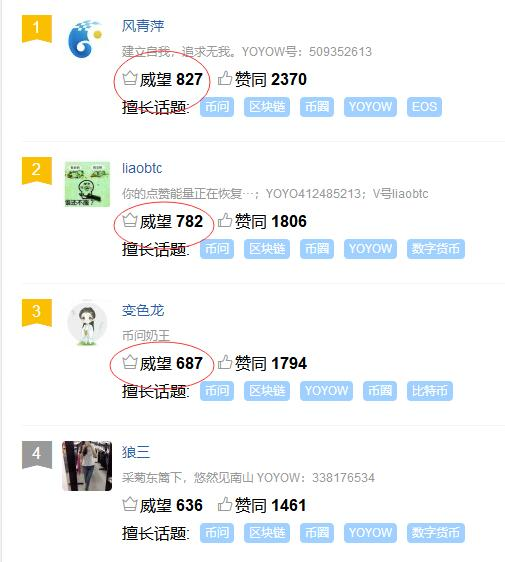 1
风青萍
建立自我，追求无我。YOYOW号：509352613
威望 827 赞同 2370
擅长话题: 币问 区块链 币圈 YOYOW EOS
2
liaobtc
你的点赞能量正在恢复…；YOYO412485213；V号liaobtc
威望 782 赞同 1806
擅长话题: 币问 区块链 币圈 YOYOW 数字货币
3
变色龙
币问奶王
威望 687 赞同 1794
擅长话题: 币问 区块链 YOYOW 币圈 比特币
4
狼三
采菊东篱下，悠然见南山 YOYOW：338176534
威望 636 赞同 1461
擅长话题: 币问 区块链 币圈 YOYOW 数字货币